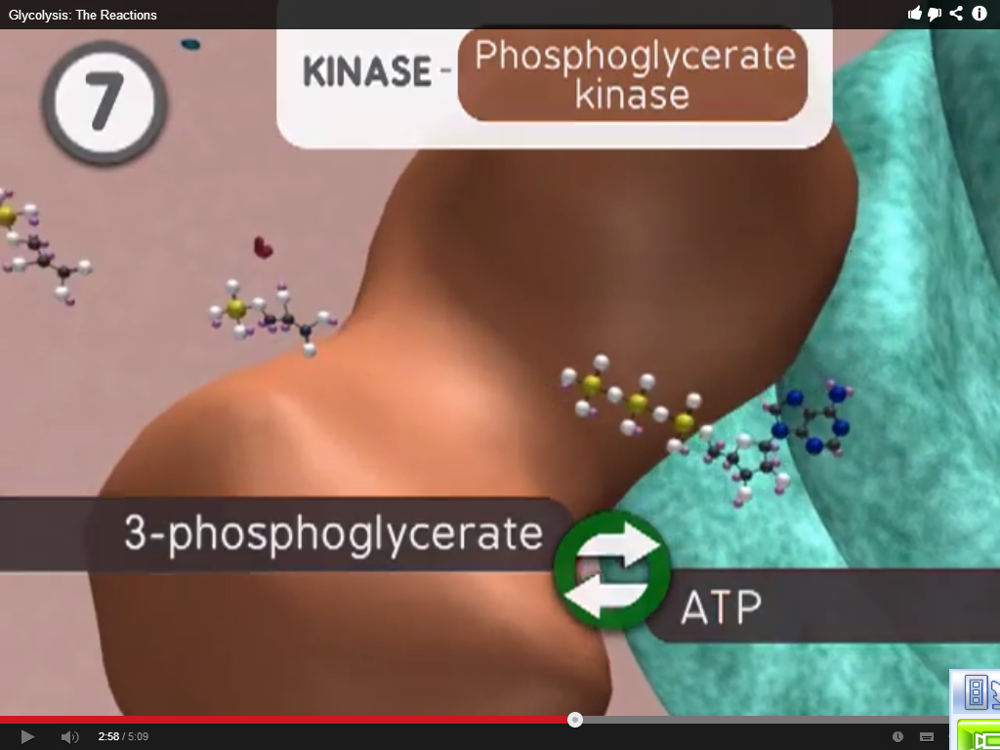 Glycolysis: The Reactions
7
KINASE - Phosphoglycerate
kinase
3-phosphoglycerate
ATP
2:58 / 5:09